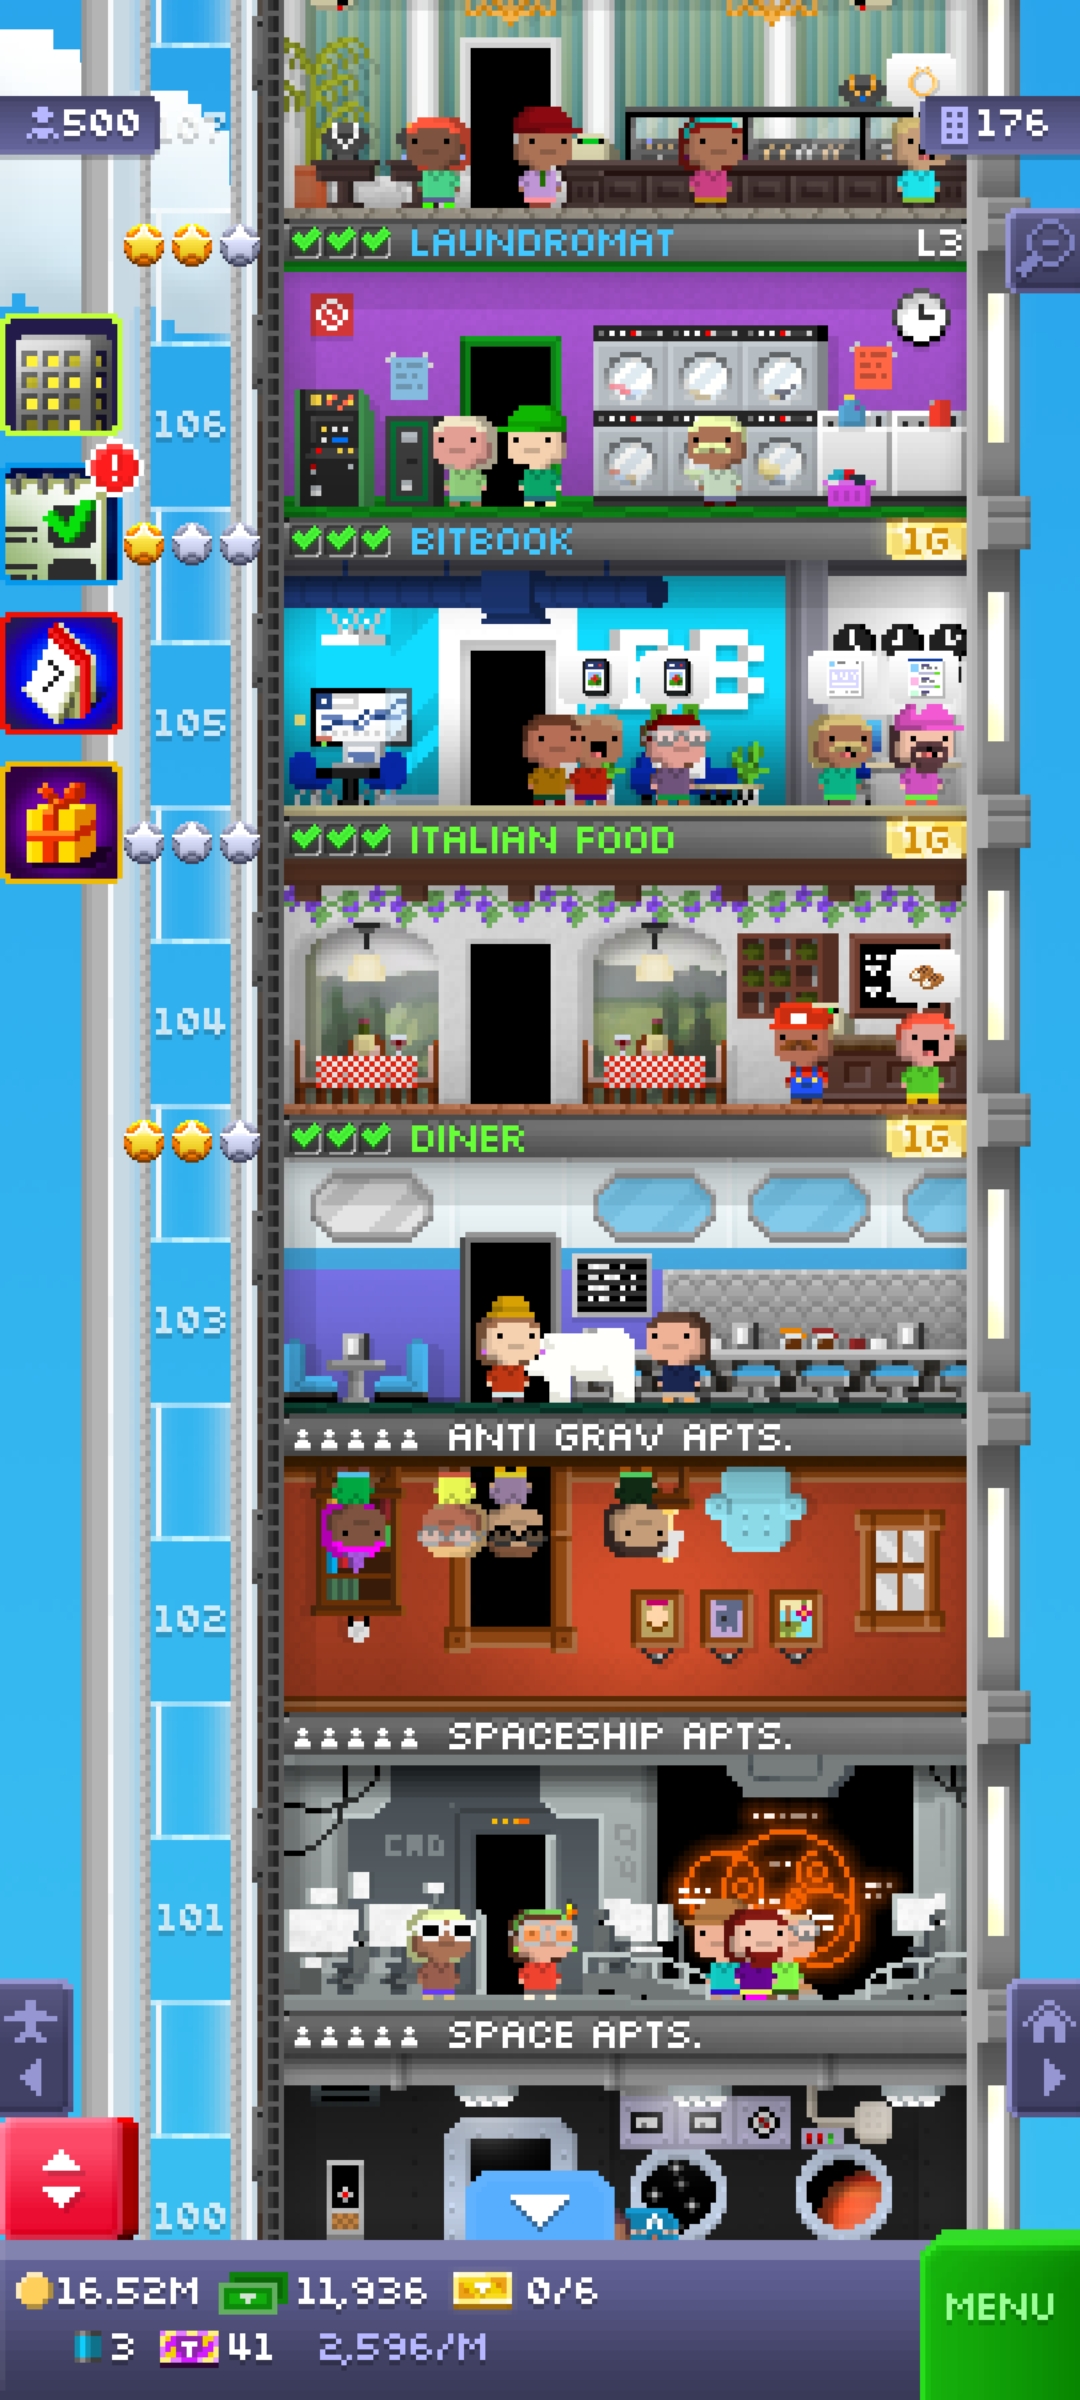 500
176
LAUNDROMAT L3
106
BITBOOK 1G
105
ITALIAN FOOD 1G
104
DINER 1G
103
ANTI GRAV APTS.
102
SPACESHIP APTS.
CRD
101
SPACE APTS.
100
16.52M 11,936 0/6
3 41 2,596/M
MENU